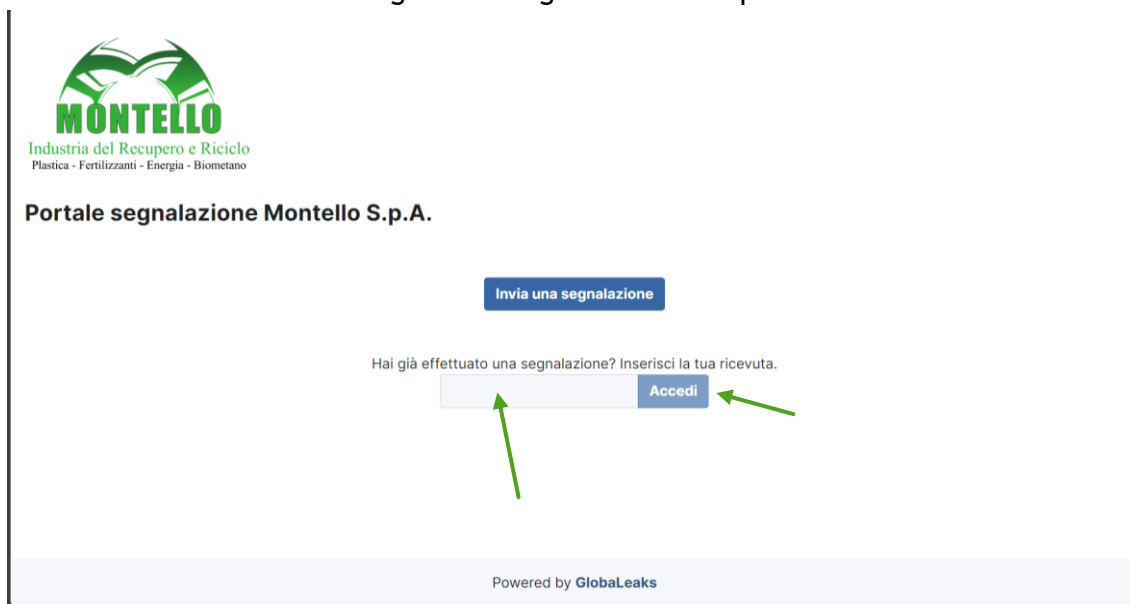 MONTELLO
Industria del Recupero e Riciclo
Plastica - Fertilizzanti - Energia - Biometano
Portale segnalazione Montello S.p.A.
Invia una segnalazione
Hai già effettuato una segnalazione? Inserisci la tua ricevuta.
Accedi
Powered by GlobaLeaks